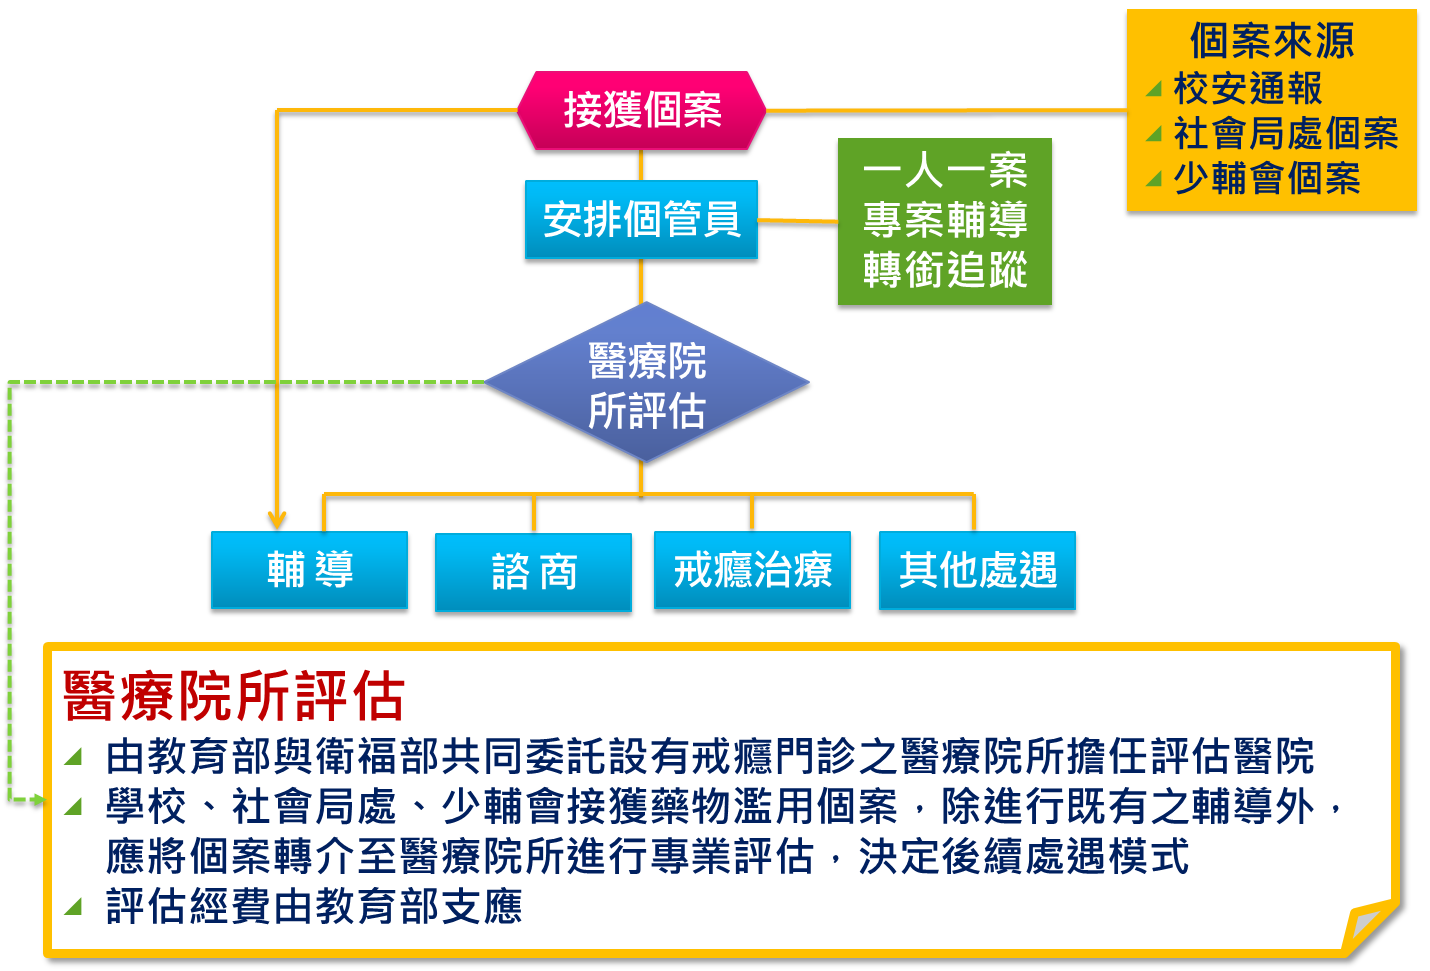 個案來源
校安通報
社會局處個案
少輔會個案
接獲個案
一人一案
專案輔導
轉銜追蹤
安排個管員
醫療院
所評估
輔導
諮商
戒癮治療
其他處遇
醫療院所評估
由教育部與衛福部共同委託設有戒癮門診之醫療院所擔任評估醫院
學校、社會局處、少輔會接獲藥物濫用個案，除進行既有之輔導外，
應將個案轉介至醫療院所進行專業評估，決定後續處遇模式
評估經費由教育部支應